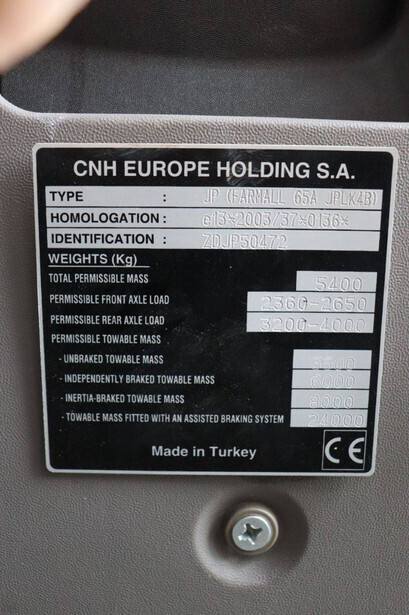 CNH EUROPE HOLDING S.A.
TYPE : JP (FARMALL 65A JPLK4B)
HOMOLOGATION : e13*2003/37*0136*
IDENTIFICATION : ZDJP50472
WEIGHTS (Kg)
TOTAL PERMISSIBLE MASS 5400
PERMISSIBLE FRONT AXLE LOAD 2360-2650
PERMISSIBLE REAR AXLE LOAD 3200-4000
PERMISSIBLE TOWABLE MASS
- UNBRAKED TOWABLE MASS
- INDEPENDENTLY BRAKED TOWABLE MASS 6000
- INERTIA-BRAKED TOWABLE MASS 8000
- TOWABLE MASS FITTED WITH AN ASSISTED BRAKING SYSTEM 24000
Made in Turkey CE